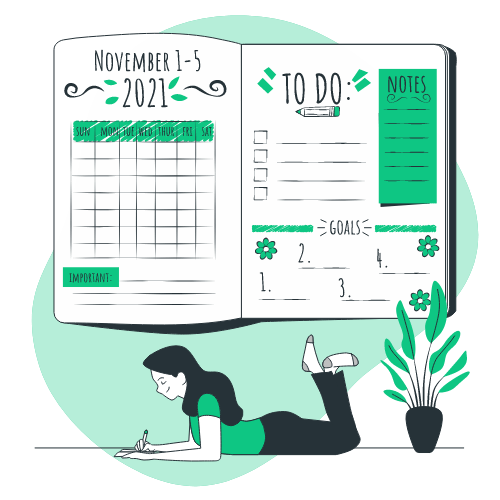 November 1-5
2021
SUN MON TUE WED THUR FRI SAT
IMPORTANT:
TO DO:
NOTES
GOALS
1.
2.
3.
4.